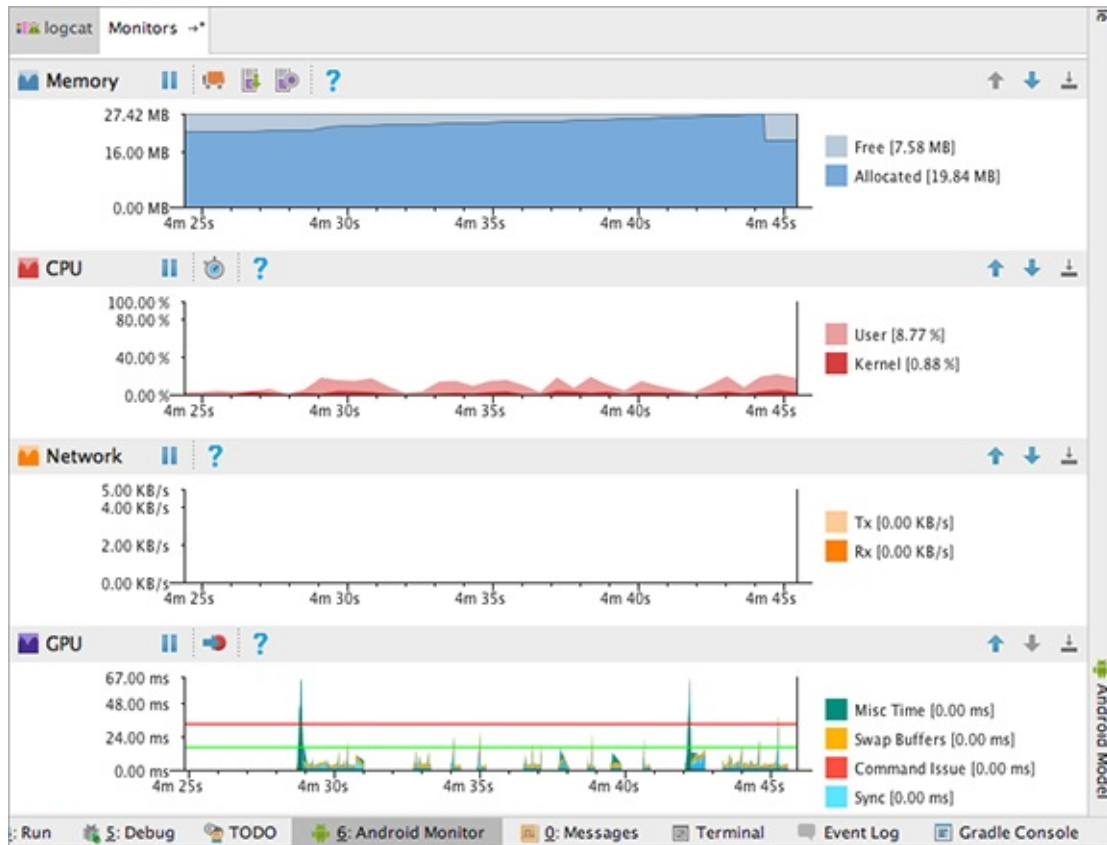 logcat Monitors →*
Memory ?
27.42 MB
16.00 MB
0.00 MB
Free [7.58 MB]
Allocated [19.84 MB]
4m 25s 4m 30s 4m 35s 4m 40s 4m 45s
CPU ?
100.00 %
80.00 %
40.00 %
0.00 %
User [8.77 %]
Kernel [0.88 %]
4m 25s 4m 30s 4m 35s 4m 40s 4m 45s
Network ?
5.00 KB/s
4.00 KB/s
2.00 KB/s
0.00 KB/s
Tx [0.00 KB/s]
Rx [0.00 KB/s]
4m 25s 4m 30s 4m 35s 4m 40s 4m 45s
GPU ?
67.00 ms
48.00 ms
24.00 ms
0.00 ms
Misc Time [0.00 ms]
Swap Buffers [0.00 ms]
Command Issue [0.00 ms]
Sync [0.00 ms]
4m 25s 4m 30s 4m 35s 4m 40s 4m 45s
Android Model
: Run 5: Debug TODO 6: Android Monitor 0: Messages Terminal Event Log Gradle Console